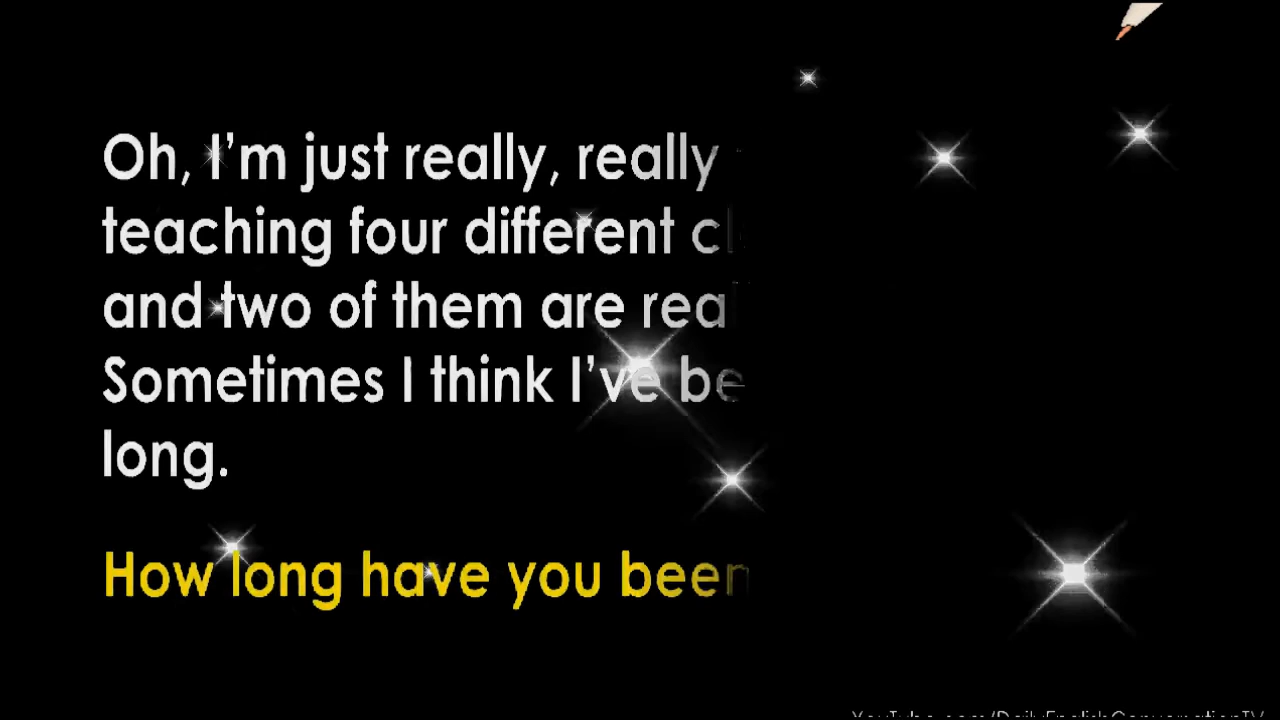 Oh, I'm just really, really
teaching four different
and two of them are
Sometimes I think I've
long.
How long have you been